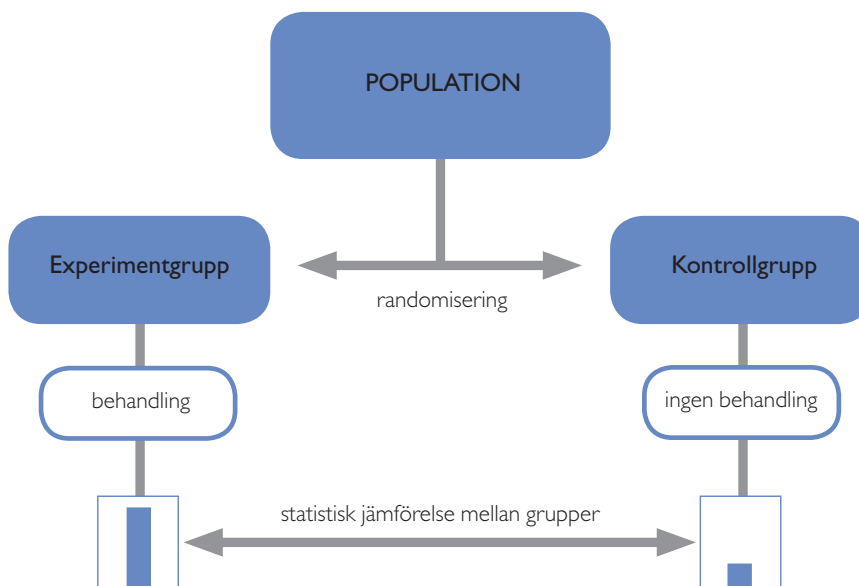 POPULATION
Experimentgrupp
Kontrollgrupp
randomisering
behandling
ingen behandling
statistisk jämförelse mellan grupper